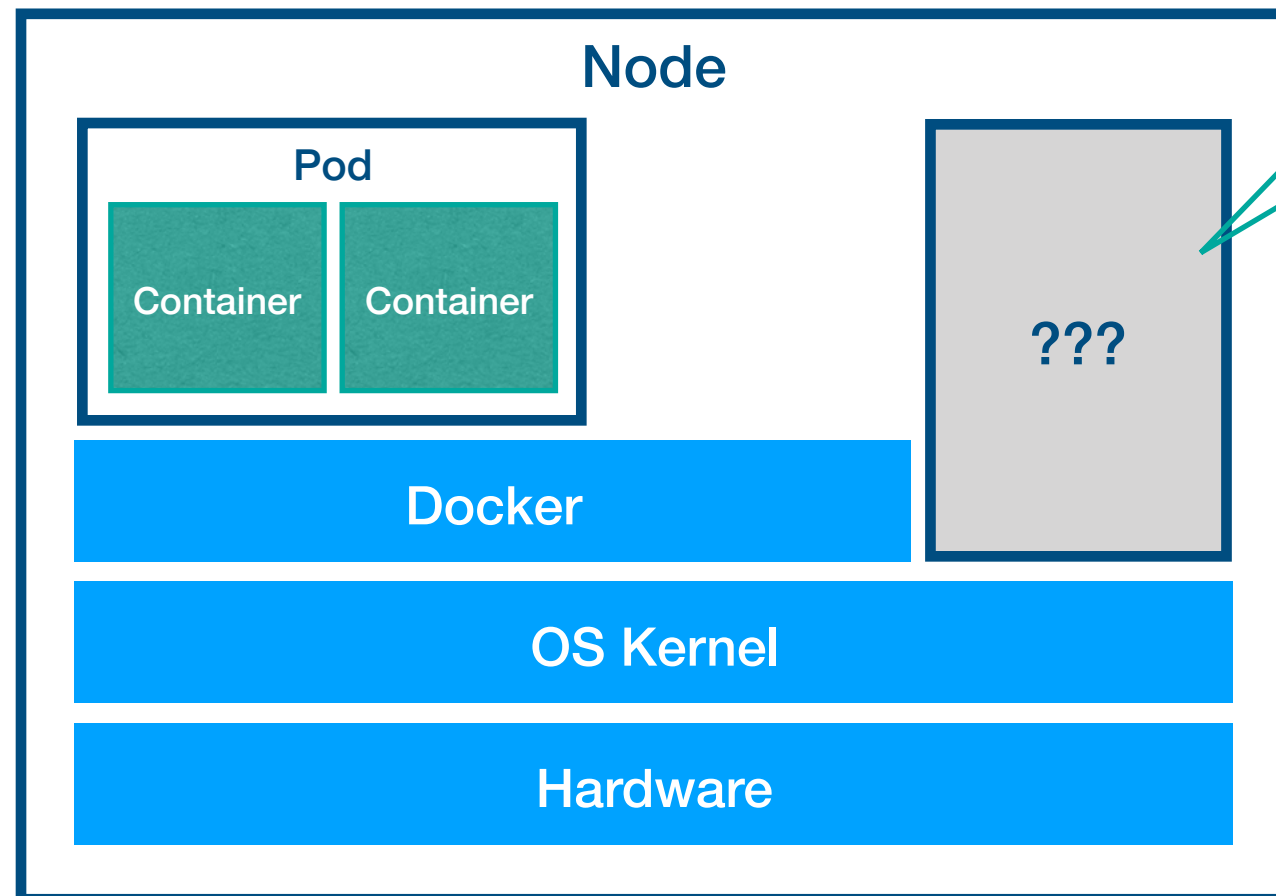 Node
Pod
Container
Container
???
Docker
OS Kernel
Hardware